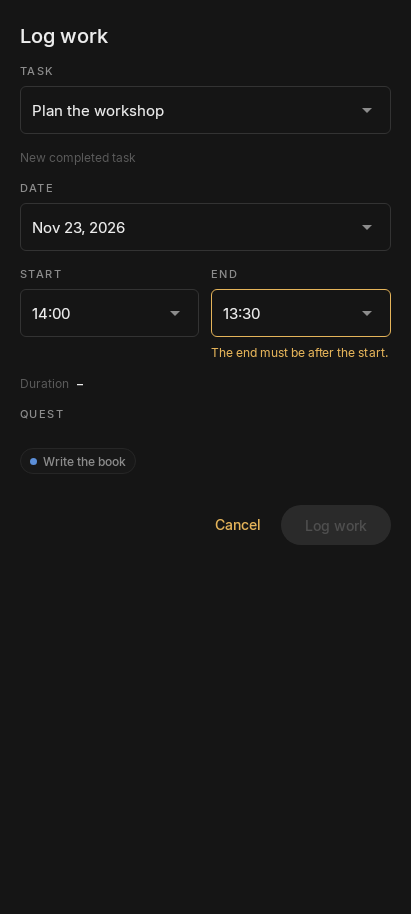 Log work
TASK
Plan the workshop
New completed task
DATE
Nov 23, 2026
START
END
14:00
13:30
The end must be after the start.
Duration –
QUEST
Write the book
Cancel
Log work